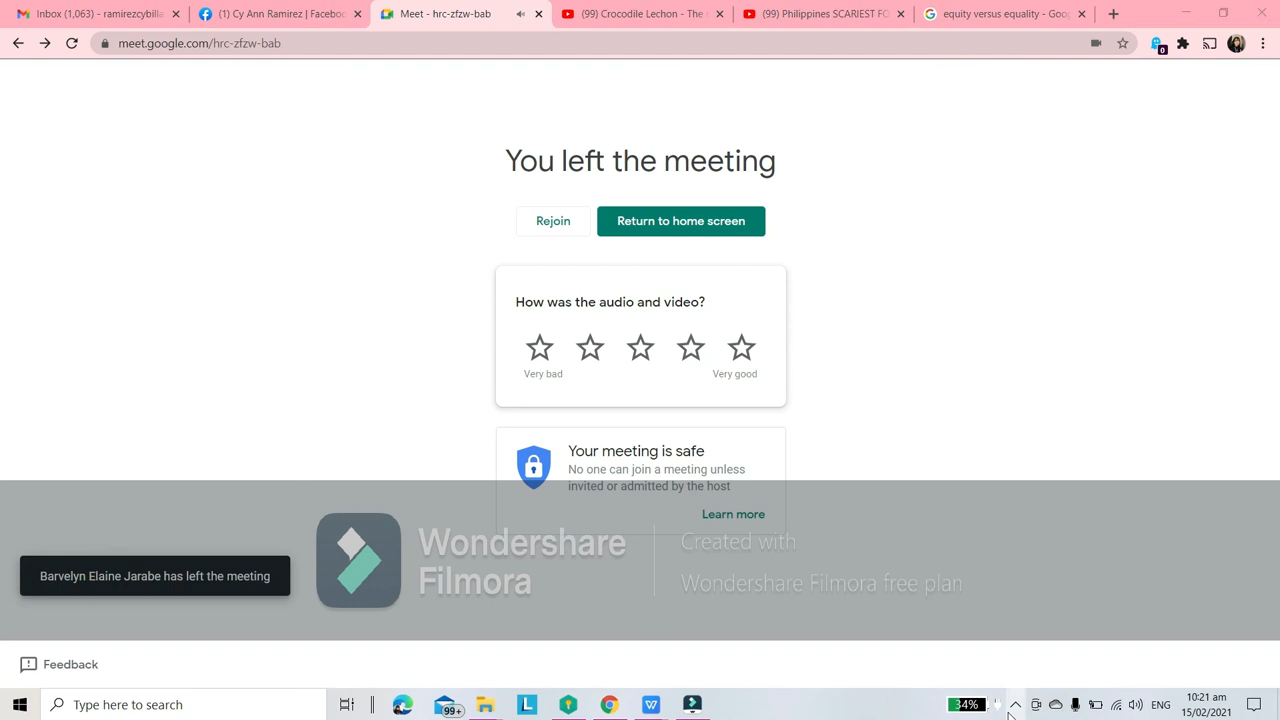 Inbox (1,063) - ramirezcybilla
(1) Cy Ann Ramirez | Facebook
Meet - hrc-zfzw-bab
(99) Crocodile Lechon - The
(99) Philippines SCARIEST FO
equity versus equality - Goo
meet.google.com/hrc-zfzw-bab
0
You left the meeting
Rejoin
Return to home screen
How was the audio and video?
Very bad
Very good
Your meeting is safe
No one can join a meeting unless
invited or admitted by the host
Learn more
Wondershare
Filmora
Created with
Wondershare Filmora free plan
Barvelyn Elaine Jarabe has left the meeting
Feedback
Type here to search
99+
L
W
34%
ENG
10:21 am
15/02/2021